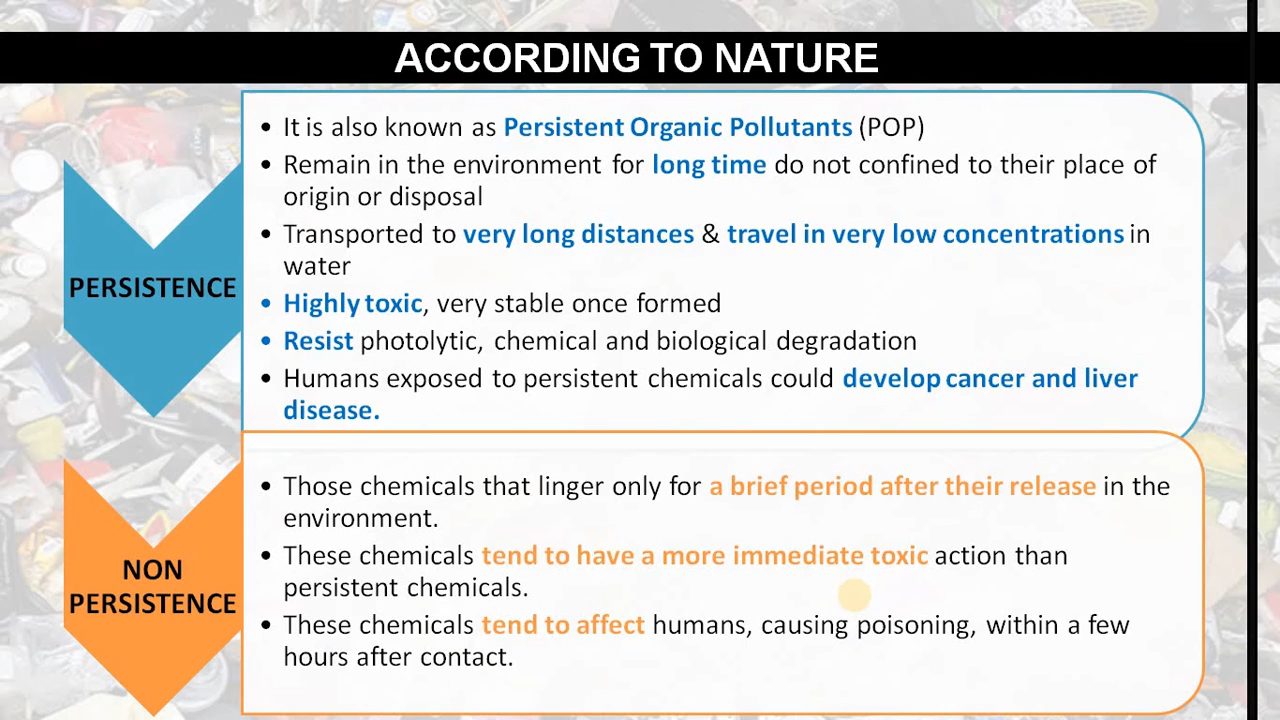 ACCORDING TO NATURE
PERSISTENCE
• It is also known as Persistent Organic Pollutants (POP)
• Remain in the environment for long time do not confined to their place of
origin or disposal
• Transported to very long distances & travel in very low concentrations in
water
• Highly toxic, very stable once formed
• Resist photolytic, chemical and biological degradation
• Humans exposed to persistent chemicals could develop cancer and liver
disease.
NON
PERSISTENCE
• Those chemicals that linger only for a brief period after their release in the
environment.
• These chemicals tend to have a more immediate toxic action than
persistent chemicals.
• These chemicals tend to affect humans, causing poisoning, within a few
hours after contact.